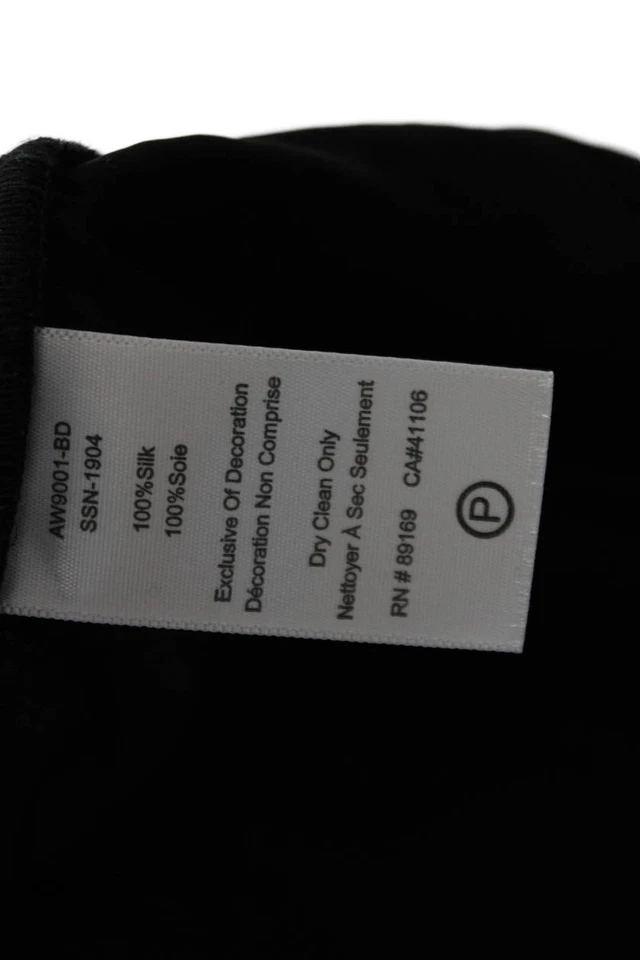 AW9001-BD
SSN-1904
100%Silk
100%Soie
Exclusive Of Decoration
Décoration Non Comprise
Dry Clean Only
Nettoyer À Sec Seulement
RN # 89169 CA#41106
P